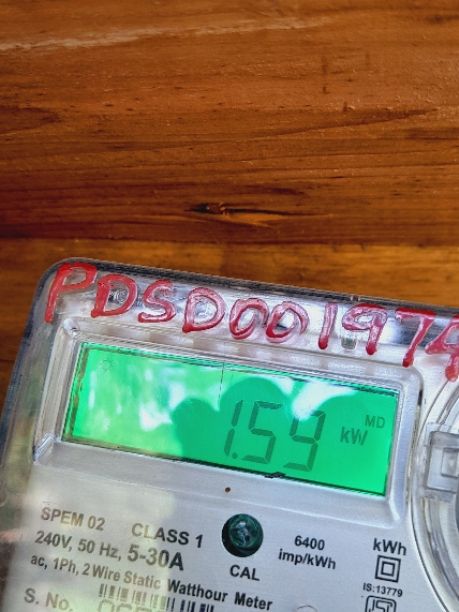 PDSD001974
1.59 kW MD
SPEM 02 CLASS 1
240V, 50 Hz, 5-30A
ac, 1Ph, 2 Wire Static Watthour Meter
S. No.
CAL
6400
imp/kWh
kWh
IS:13779